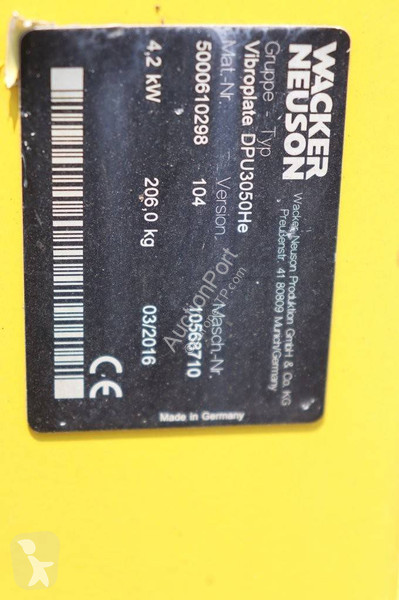 WACKER
NEUSON
Wacker Neuson Produktion GmbH & Co. KG
Preußenstr. 41 80809 Munich/Germany
Gruppe - Typ
Vibroplate DPU3050He
Mat.-Nr. Version Masch.-Nr.
5000610298 104 10568710
4,2 kW 206,0 kg 03/2016
CE
Made in Germany
AuctionPort